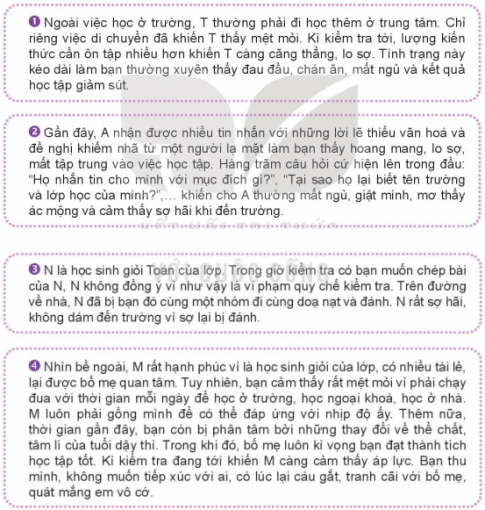 ❶ Ngoài việc học ở trường, T thường phải đi học thêm ở trung tâm. Chỉ
riêng việc di chuyển đã khiến T thấy mệt mỏi. Kì kiểm tra tới, lượng kiến
thức cần ôn tập nhiều hơn khiến T càng căng thẳng, lo sợ. Tình trạng này
kéo dài làm bạn thường xuyên thấy đau đầu, chán ăn, mất ngủ và kết quả
học tập giảm sút.
❷ Gần đây, A nhận được nhiều tin nhắn với những lời lẽ thiếu văn hoá và
đề nghị khiếm nhã từ một người lạ mặt làm bạn thấy hoang mang, lo sợ,
mất tập trung vào việc học tập. Hàng trăm câu hỏi cứ hiện lên trong đầu:
“Họ nhắn tin cho mình với mục đích gì?”, “Tại sao họ lại biết tên trường
và lớp học của mình?”,... khiến cho A thường mất ngủ, giật mình, mơ thấy
ác mộng và cảm thấy sợ hãi khi đến trường.
KẾT NỐI TRI THỨC
VỚI CUỘC SỐNG
❸ N là học sinh giỏi Toán của lớp. Trong giờ kiểm tra có bạn muốn chép bài
của N, N không đồng ý vì như vậy là vi phạm quy chế kiểm tra. Trên đường
về nhà, N đã bị bạn đó cùng một nhóm đi cùng doạ nạt và đánh. N rất sợ hãi,
không dám đến trường vì sợ lại bị đánh.
❹ Nhìn bề ngoài, M rất hạnh phúc vì là học sinh giỏi của lớp, có nhiều tài lẻ,
lại được bố mẹ quan tâm. Tuy nhiên, bạn cảm thấy rất mệt mỏi vì phải chạy
đua với thời gian mỗi ngày để học ở trường, học ngoại khoá, học ở nhà.
M luôn phải gồng mình để có thể đáp ứng với nhịp độ ấy. Thêm nữa,
thời gian gần đây, bạn còn bị phân tâm bởi những thay đổi về thể chất,
tâm lí của tuổi dậy thì. Trong khi đó, bố mẹ luôn kì vọng bạn đạt thành tích
học tập tốt. Kì kiểm tra đang tới khiến M càng cảm thấy áp lực. Bạn thu
mình, không muốn tiếp xúc với ai, có lúc lại cáu gắt, tranh cãi với bố mẹ,
quát mắng em vô cớ.